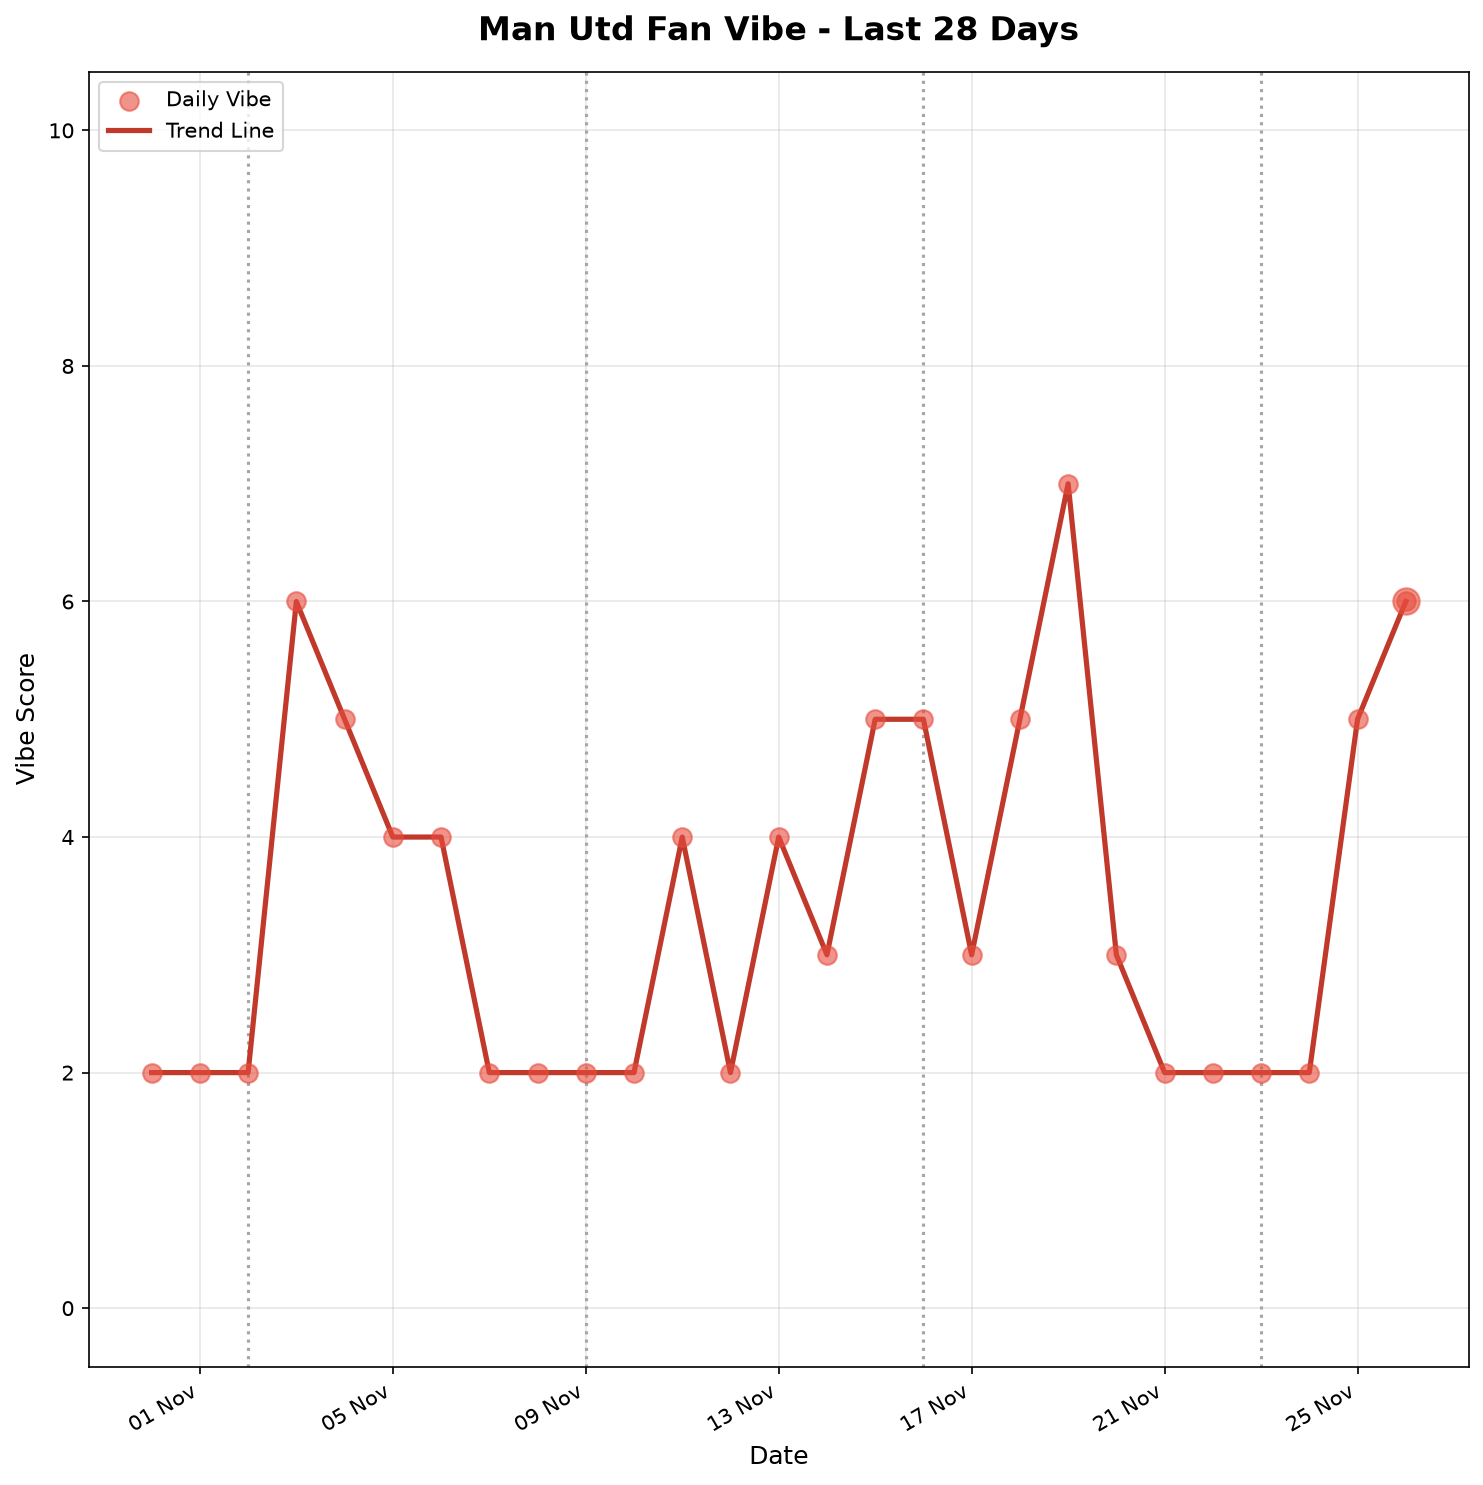 Man Utd Fan Vibe - Last 28 Days
Daily Vibe
Trend Line
10
8
6
4
2
0
Vibe Score
01 Nov
05 Nov
09 Nov
13 Nov
17 Nov
21 Nov
25 Nov
Date